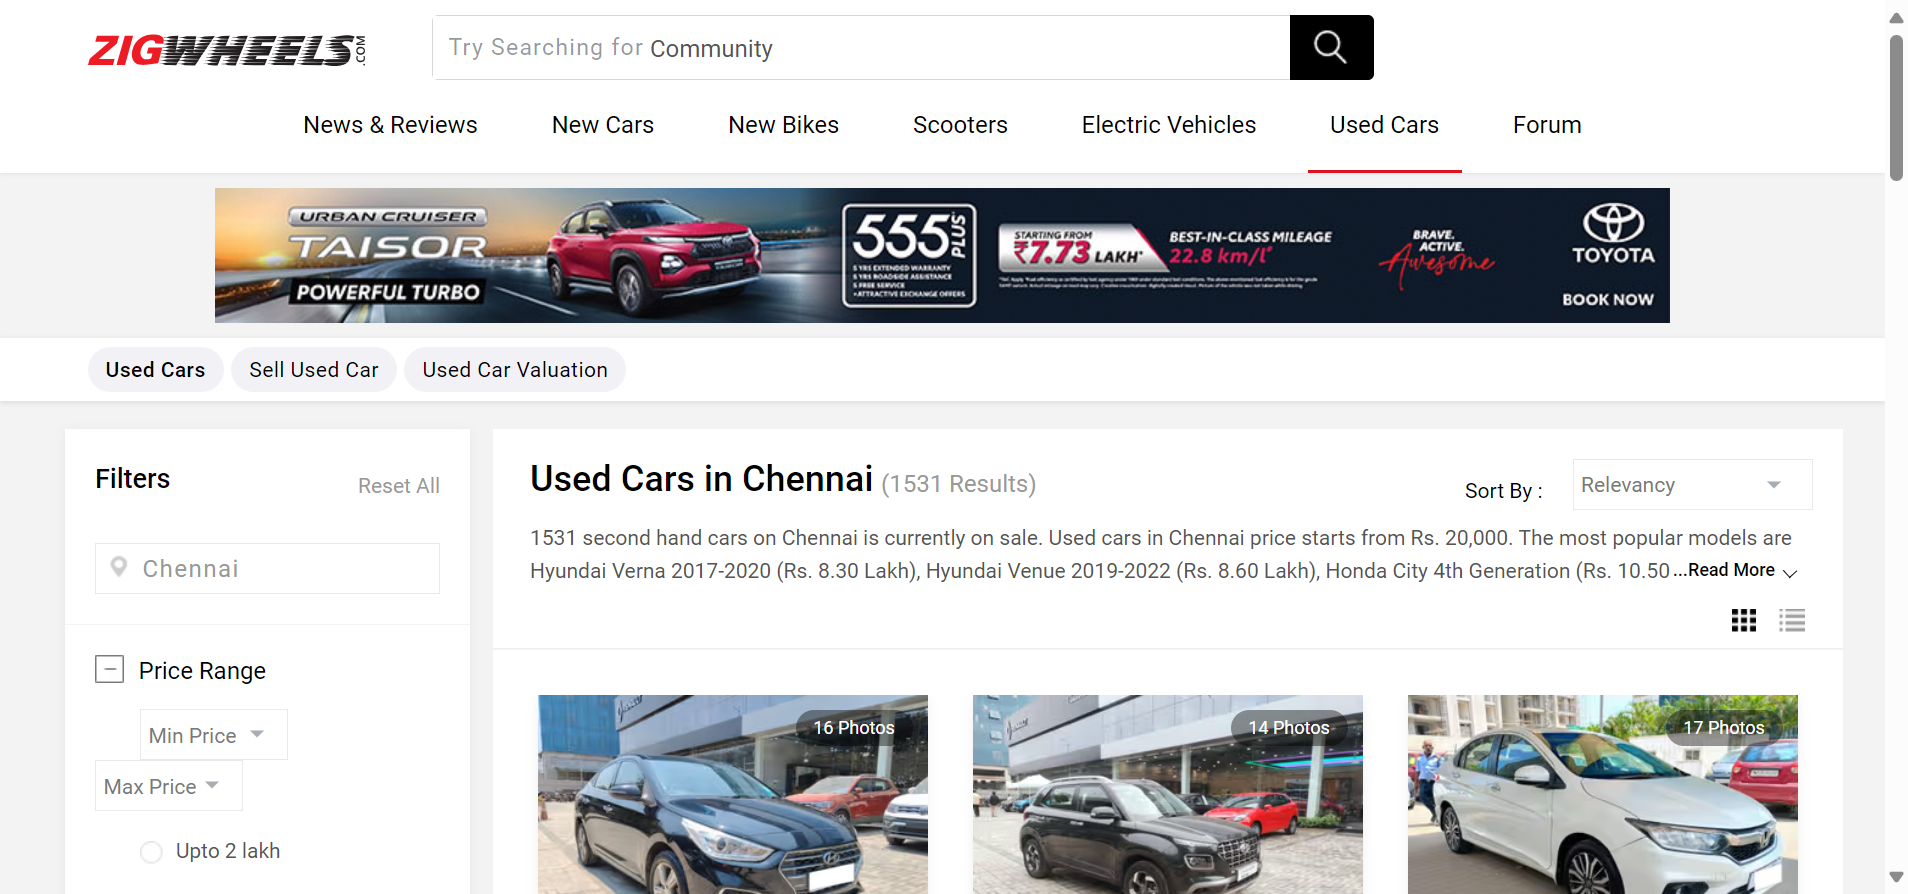 ZIGWHEELS.COM
Try Searching for Community
News & Reviews
New Cars
New Bikes
Scooters
Electric Vehicles
Used Cars
Forum
URBAN CRUISER
TAISOR
POWERFUL TURBO
555 PLUS
5 YRS EXTENDED WARRANTY
5 YRS ROADSIDE ASSISTANCE
5 FREE SERVICE
+ATTRACTIVE EXCHANGE OFFERS
STARTING FROM
₹7.73 LAKH*
BEST-IN-CLASS MILEAGE
22.8 km/l*
BRAVE.
ACTIVE.
Awesome
TOYOTA
BOOK NOW
Used Cars
Sell Used Car
Used Car Valuation
Filters
Reset All
Chennai
Price Range
Min Price
Max Price
Upto 2 lakh
Used Cars in Chennai (1531 Results)
Sort By :
Relevancy
1531 second hand cars on Chennai is currently on sale. Used cars in Chennai price starts from Rs. 20,000. The most popular models are
Hyundai Verna 2017-2020 (Rs. 8.30 Lakh), Hyundai Venue 2019-2022 (Rs. 8.60 Lakh), Honda City 4th Generation (Rs. 10.50 ...Read More
16 Photos
14 Photos
17 Photos